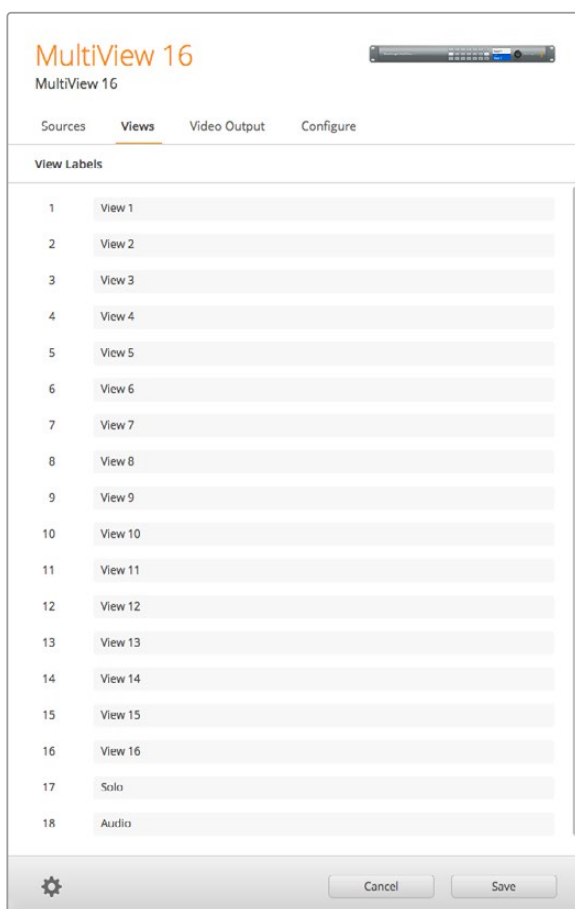 MultiView 16
MultiView 16
Sources Views Video Output Configure
View Labels
1 View 1
2 View 2
3 View 3
4 View 4
5 View 5
6 View 6
7 View 7
8 View 8
9 View 9
10 View 10
11 View 11
12 View 12
13 View 13
14 View 14
15 View 15
16 View 16
17 Solo
18 Audio
Cancel Save